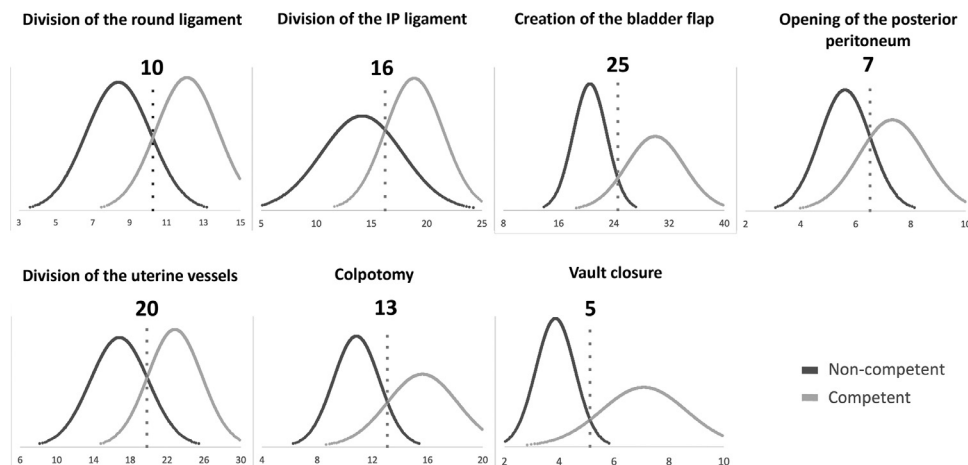 Division of the round ligament
10
3 5 7 9 11 13 15
Division of the IP ligament
16
5 10 15 20 25
Creation of the bladder flap
25
8 16 24 32 40
Opening of the posterior
peritoneum
7
2 4 6 8 10
Division of the uterine vessels
20
6 10 14 18 22 26 30
Colpotomy
13
4 8 12 16 20
Vault closure
5
2 4 6 8 10
Non-competent
Competent